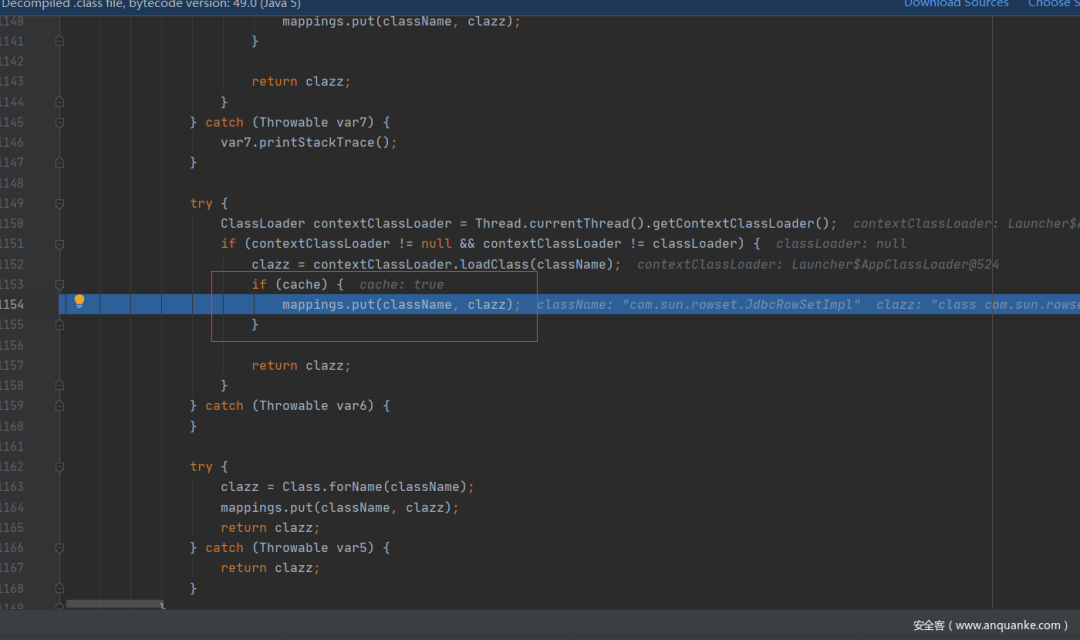 Decompiled .class file, bytecode version: 49.0 (Java 5)
Download Sources
Choose S
1140 mappings.put(className, clazz);
1141 }
1142
1143 return clazz;
1144 }
1145 } catch (Throwable var7) {
1146 var7.printStackTrace();
1147 }
1148
1149 try {
1150 ClassLoader contextClassLoader = Thread.currentThread().getContextClassLoader(); contextClassLoader: Launcher$A
1151 if (contextClassLoader != null && contextClassLoader != classLoader) { classLoader: null
1152 clazz = contextClassLoader.loadClass(className); contextClassLoader: Launcher$AppClassLoader@524
1153 if (cache) { cache: true
1154 mappings.put(className, clazz); className: "com.sun.rowset.JdbcRowSetImpl" clazz: "class com.sun.rowse
1155 }
1156
1157 return clazz;
1158 }
1159 } catch (Throwable var6) {
1160 }
1161
1162 try {
1163 clazz = Class.forName(className);
1164 mappings.put(className, clazz);
1165 return clazz;
1166 } catch (Throwable var5) {
1167 return clazz;
1168 }
1169 }
安全客（www.anquanke.com）